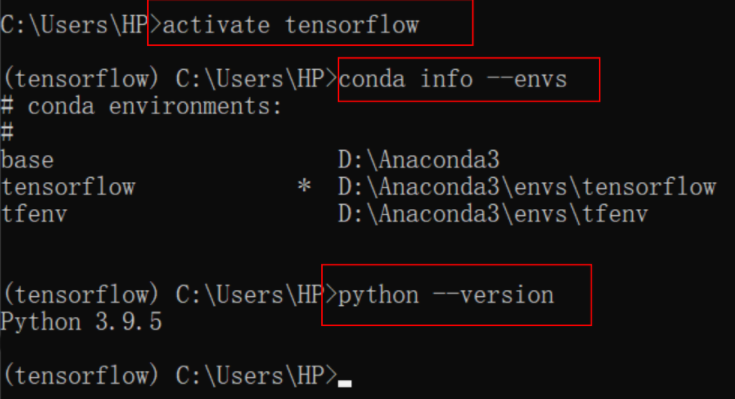 C:\Users\HP>activate tensorflow
(tensorflow) C:\Users\HP>conda info --envs
# conda environments:
#
base                     D:\Anaconda3
tensorflow            *  D:\Anaconda3\envs\tensorflow
tfenv                    D:\Anaconda3\envs\tfenv
(tensorflow) C:\Users\HP>python --version
Python 3.9.5
(tensorflow) C:\Users\HP>